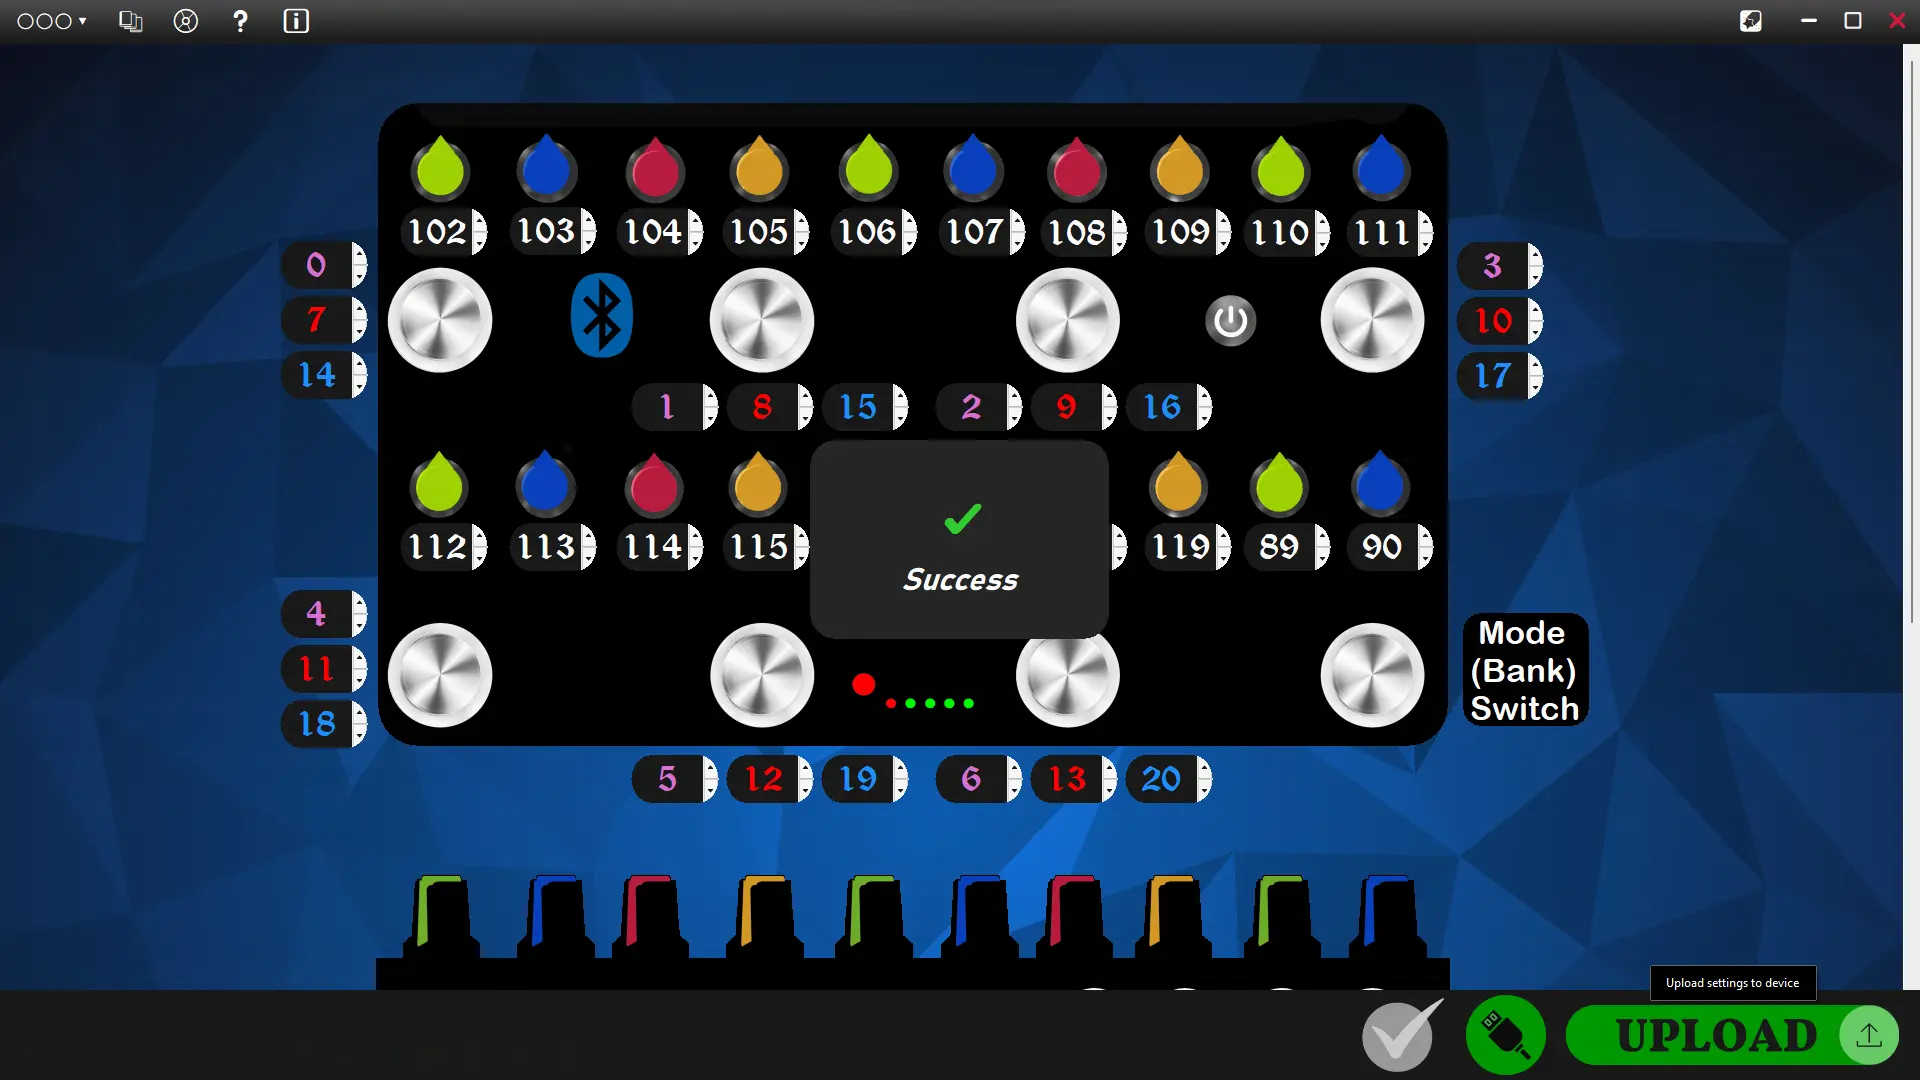 102 103 104 105 106 107 108 109 110 111
0
7
14
3
10
17
1 8 15 2 9 16
112 113 114 115 119 89 90
Success
4
11
18
Mode
(Bank)
Switch
5 12 19 6 13 20
Upload settings to device
UPLOAD